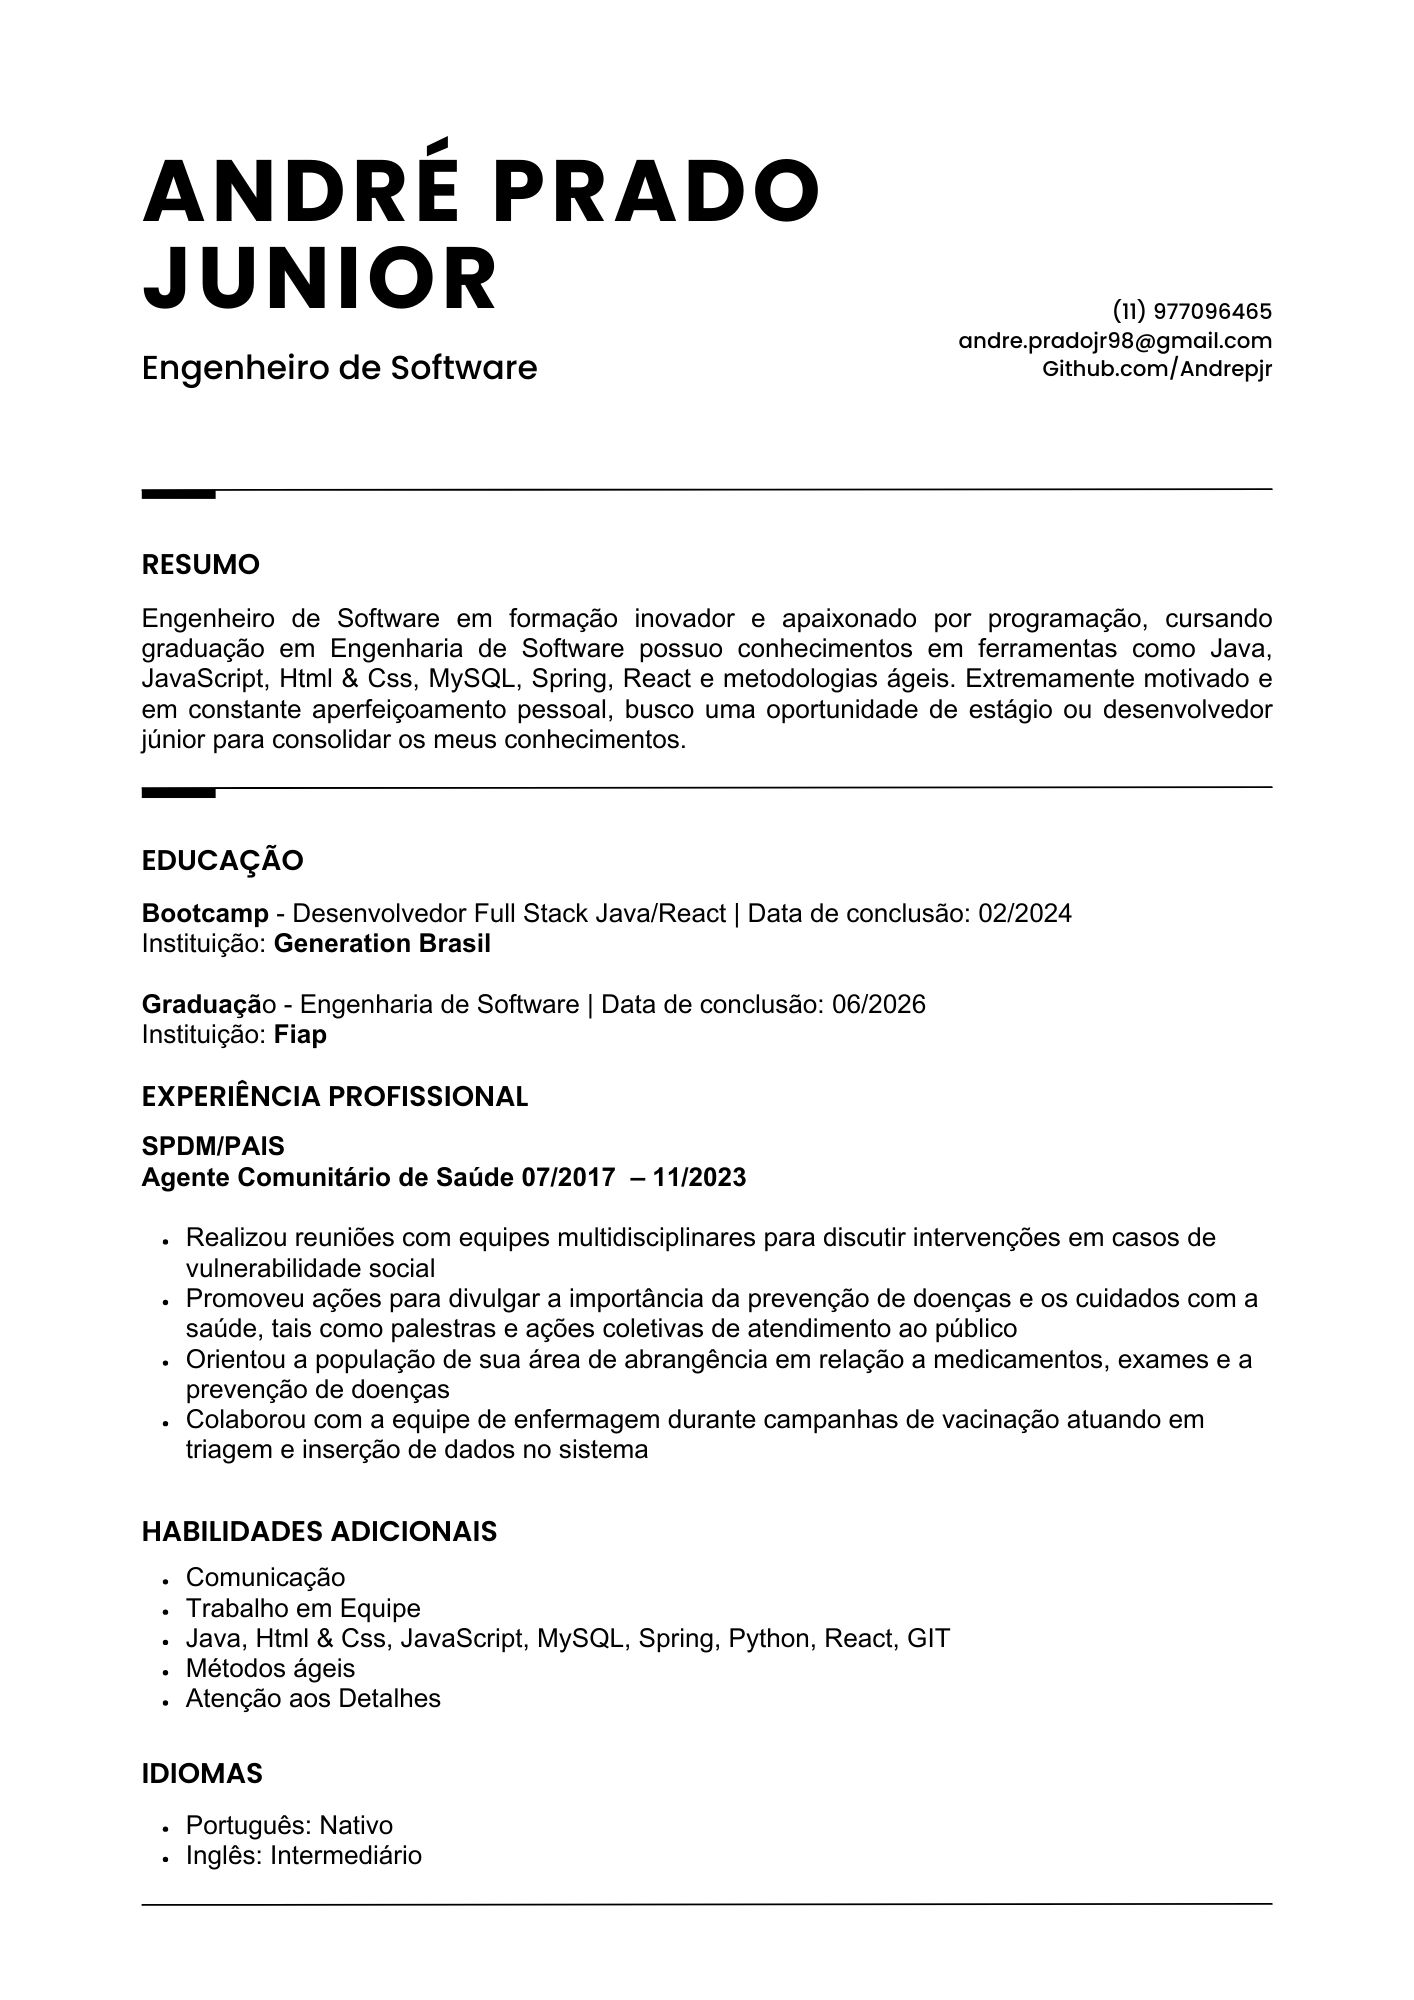 ANDRÉ PRADO
JUNIOR
Engenheiro de Software
(11) 977096465
andre.pradojr98@gmail.com
Github.com/Andrepjr
RESUMO
Engenheiro de Software em formação inovador e apaixonado por programação, cursando
graduação em Engenharia de Software possuo conhecimentos em ferramentas como Java,
JavaScript, Html & Css, MySQL, Spring, React e metodologias ágeis. Extremamente motivado e
em constante aperfeiçoamento pessoal, busco uma oportunidade de estágio ou desenvolvedor
júnior para consolidar os meus conhecimentos.
EDUCAÇÃO
Bootcamp - Desenvolvedor Full Stack Java/React | Data de conclusão: 02/2024
Instituição: Generation Brasil
Graduação - Engenharia de Software | Data de conclusão: 06/2026
Instituição: Fiap
EXPERIÊNCIA PROFISSIONAL
SPDM/PAIS
Agente Comunitário de Saúde 07/2017 – 11/2023
• Realizou reuniões com equipes multidisciplinares para discutir intervenções em casos de
vulnerabilidade social
• Promoveu ações para divulgar a importância da prevenção de doenças e os cuidados com a
saúde, tais como palestras e ações coletivas de atendimento ao público
• Orientou a população de sua área de abrangência em relação a medicamentos, exames e a
prevenção de doenças
• Colaborou com a equipe de enfermagem durante campanhas de vacinação atuando em
triagem e inserção de dados no sistema
HABILIDADES ADICIONAIS
• Comunicação
• Trabalho em Equipe
• Java, Html & Css, JavaScript, MySQL, Spring, Python, React, GIT
• Métodos ágeis
• Atenção aos Detalhes
IDIOMAS
• Português: Nativo
• Inglês: Intermediário